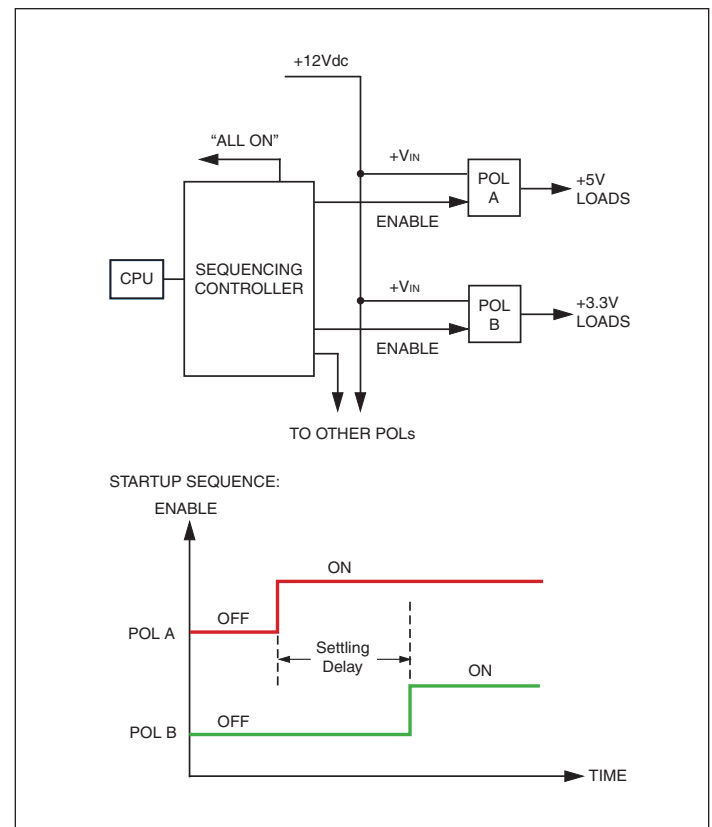 +12Vdc
"ALL ON"
+VIN
POL
A
+5V
LOADS
ENABLE
CPU
SEQUENCING
CONTROLLER
+VIN
POL
B
+3.3V
LOADS
ENABLE
TO OTHER POLs
STARTUP SEQUENCE:
ENABLE
ON
OFF
POL A
Settling
Delay
ON
OFF
POL B
TIME